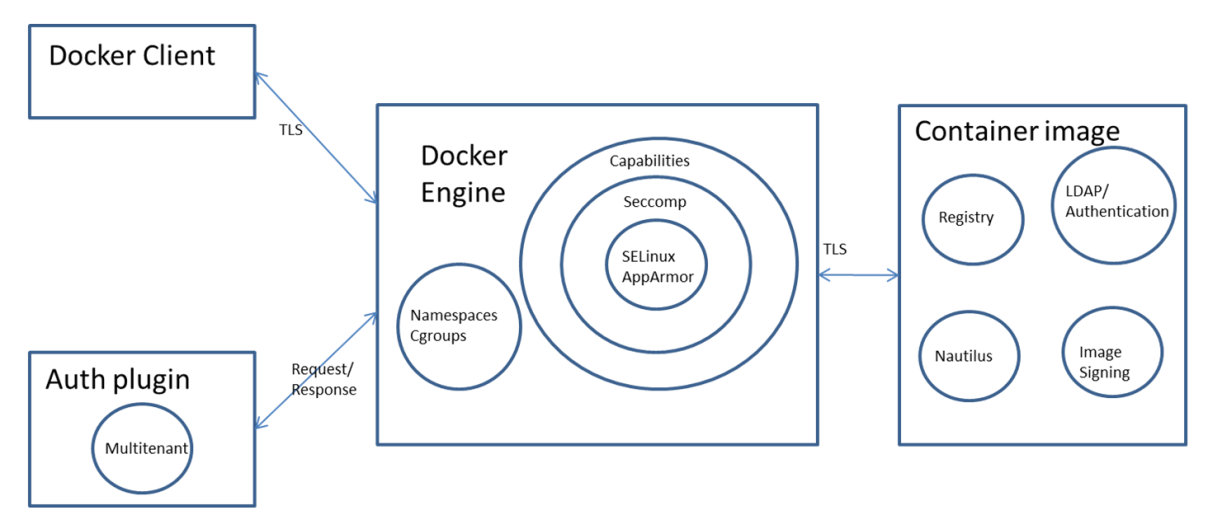 Docker Client
TLS
Docker
Engine
Capabilities
Seccomp
SELinux
AppArmor
Namespaces
Cgroups
TLS
Container image
Registry
LDAP/
Authentication
Nautilus
Image
Signing
Auth plugin
Multitenant
Request/
Response